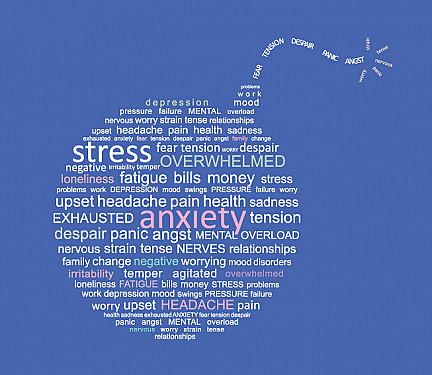 FEAR TENSION DESPAIR PANIC ANGST
strain
tense
nervous
panic
worry
problems
work
depression mood
pressure failure MENTAL overload
nervous worry strain tense relationships
upset headache pain health sadness
exhausted anxiety fear tension despair panic angst family change
stress fear tension worry despair
negative irritability temper OVERWHELMED
loneliness fatigue bills money stress
problems work DEPRESSION mood swings PRESSURE failure worry
upset headache pain health sadness
EXHAUSTED anxiety tension
despair panic angst MENTAL OVERLOAD
nervous strain tense NERVES relationships
family change negative worrying mood disorders
irritability temper agitated overwhelmed
loneliness FATIGUE bills money STRESS problems
work depression mood swings PRESSURE failure
worry upset HEADACHE pain
health sadness exhausted ANXIETY fear tension despair
panic angst MENTAL overload
nervous worry strain tense
relationships